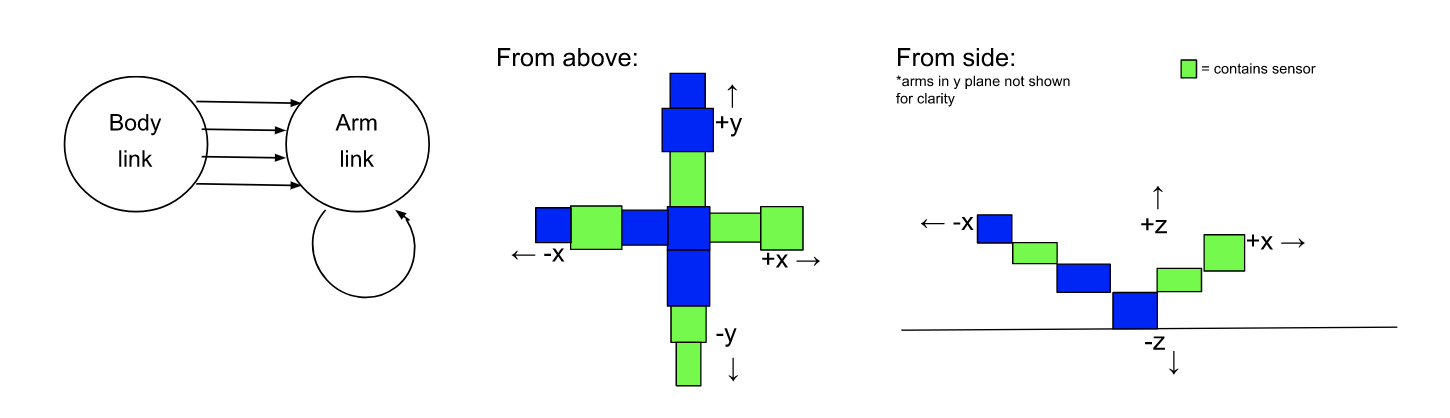 Body
link
Arm
link
From above:
↑
+y
← -x
+x →
-y
↓
From side:
*arms in y plane not shown
for clarity
= contains sensor
← -x
↑
+z
+x →
-z
↓